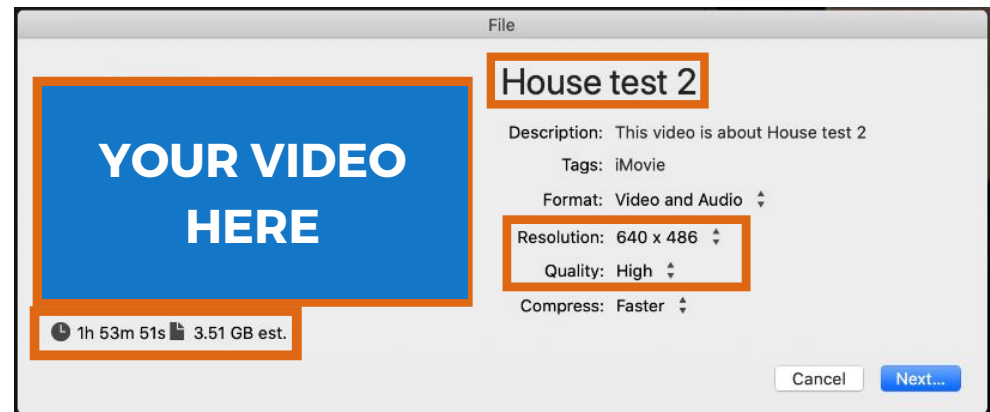 File
House test 2
YOUR VIDEO
HERE
Description: This video is about House test 2
Tags: iMovie
Format: Video and Audio
Resolution: 640 x 486
Quality: High
Compress: Faster
1h 53m 51s 3.51 GB est.
Cancel Next...